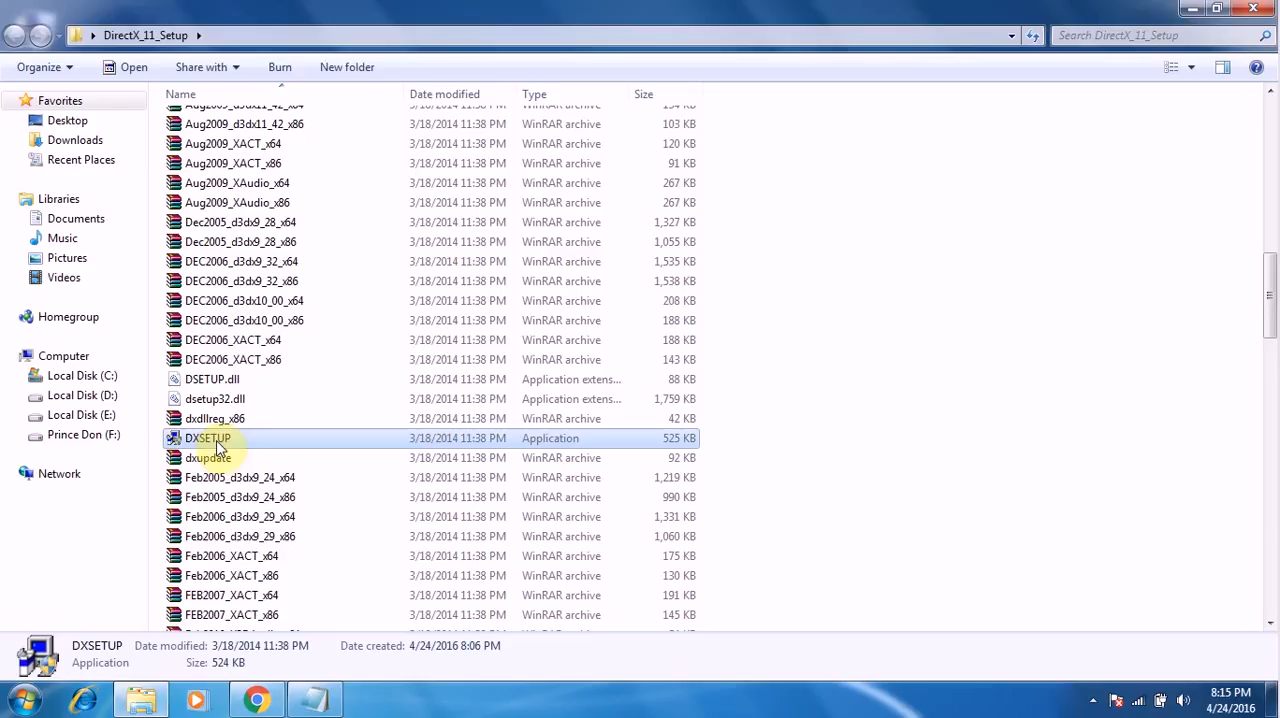 DirectX_11_Setup
Search DirectX_11_Setup
Organize Open Share with Burn New folder
Name Date modified Type Size
Favorites
Desktop
Downloads
Recent Places
Libraries
Documents
Music
Pictures
Videos
Homegroup
Computer
Local Disk (C:)
Local Disk (D:)
Local Disk (E:)
Prince Don (F:)
Network
Aug2009_d3dx11_42_x64 3/18/2014 11:38 PM WinRAR archive 103 KB
Aug2009_d3dx11_42_x86 3/18/2014 11:38 PM WinRAR archive 103 KB
Aug2009_XACT_x64 3/18/2014 11:38 PM WinRAR archive 120 KB
Aug2009_XACT_x86 3/18/2014 11:38 PM WinRAR archive 91 KB
Aug2009_XAudio_x64 3/18/2014 11:38 PM WinRAR archive 267 KB
Aug2009_XAudio_x86 3/18/2014 11:38 PM WinRAR archive 267 KB
Dec2005_d3dx9_28_x64 3/18/2014 11:38 PM WinRAR archive 1,327 KB
Dec2005_d3dx9_28_x86 3/18/2014 11:38 PM WinRAR archive 1,055 KB
DEC2006_d3dx9_32_x64 3/18/2014 11:38 PM WinRAR archive 1,535 KB
DEC2006_d3dx9_32_x86 3/18/2014 11:38 PM WinRAR archive 1,538 KB
DEC2006_d3dx10_00_x64 3/18/2014 11:38 PM WinRAR archive 208 KB
DEC2006_d3dx10_00_x86 3/18/2014 11:38 PM WinRAR archive 188 KB
DEC2006_XACT_x64 3/18/2014 11:38 PM WinRAR archive 188 KB
DEC2006_XACT_x86 3/18/2014 11:38 PM WinRAR archive 143 KB
DSETUP.dll 3/18/2014 11:38 PM Application extens... 88 KB
dsetup32.dll 3/18/2014 11:38 PM Application extens... 1,759 KB
dxdllreg_x86 3/18/2014 11:38 PM WinRAR archive 42 KB
DXSETUP 3/18/2014 11:38 PM Application 525 KB
dxupdate 3/18/2014 11:38 PM WinRAR archive 92 KB
Feb2005_d3dx9_24_x64 3/18/2014 11:38 PM WinRAR archive 1,219 KB
Feb2005_d3dx9_24_x86 3/18/2014 11:38 PM WinRAR archive 990 KB
Feb2006_d3dx9_29_x64 3/18/2014 11:38 PM WinRAR archive 1,331 KB
Feb2006_d3dx9_29_x86 3/18/2014 11:38 PM WinRAR archive 1,060 KB
Feb2006_XACT_x64 3/18/2014 11:38 PM WinRAR archive 175 KB
Feb2006_XACT_x86 3/18/2014 11:38 PM WinRAR archive 130 KB
FEB2007_XACT_x64 3/18/2014 11:38 PM WinRAR archive 191 KB
FEB2007_XACT_x86 3/18/2014 11:38 PM WinRAR archive 145 KB
DXSETUP Date modified: 3/18/2014 11:38 PM Date created: 4/24/2016 8:06 PM
Application Size: 524 KB
8:15 PM
4/24/2016